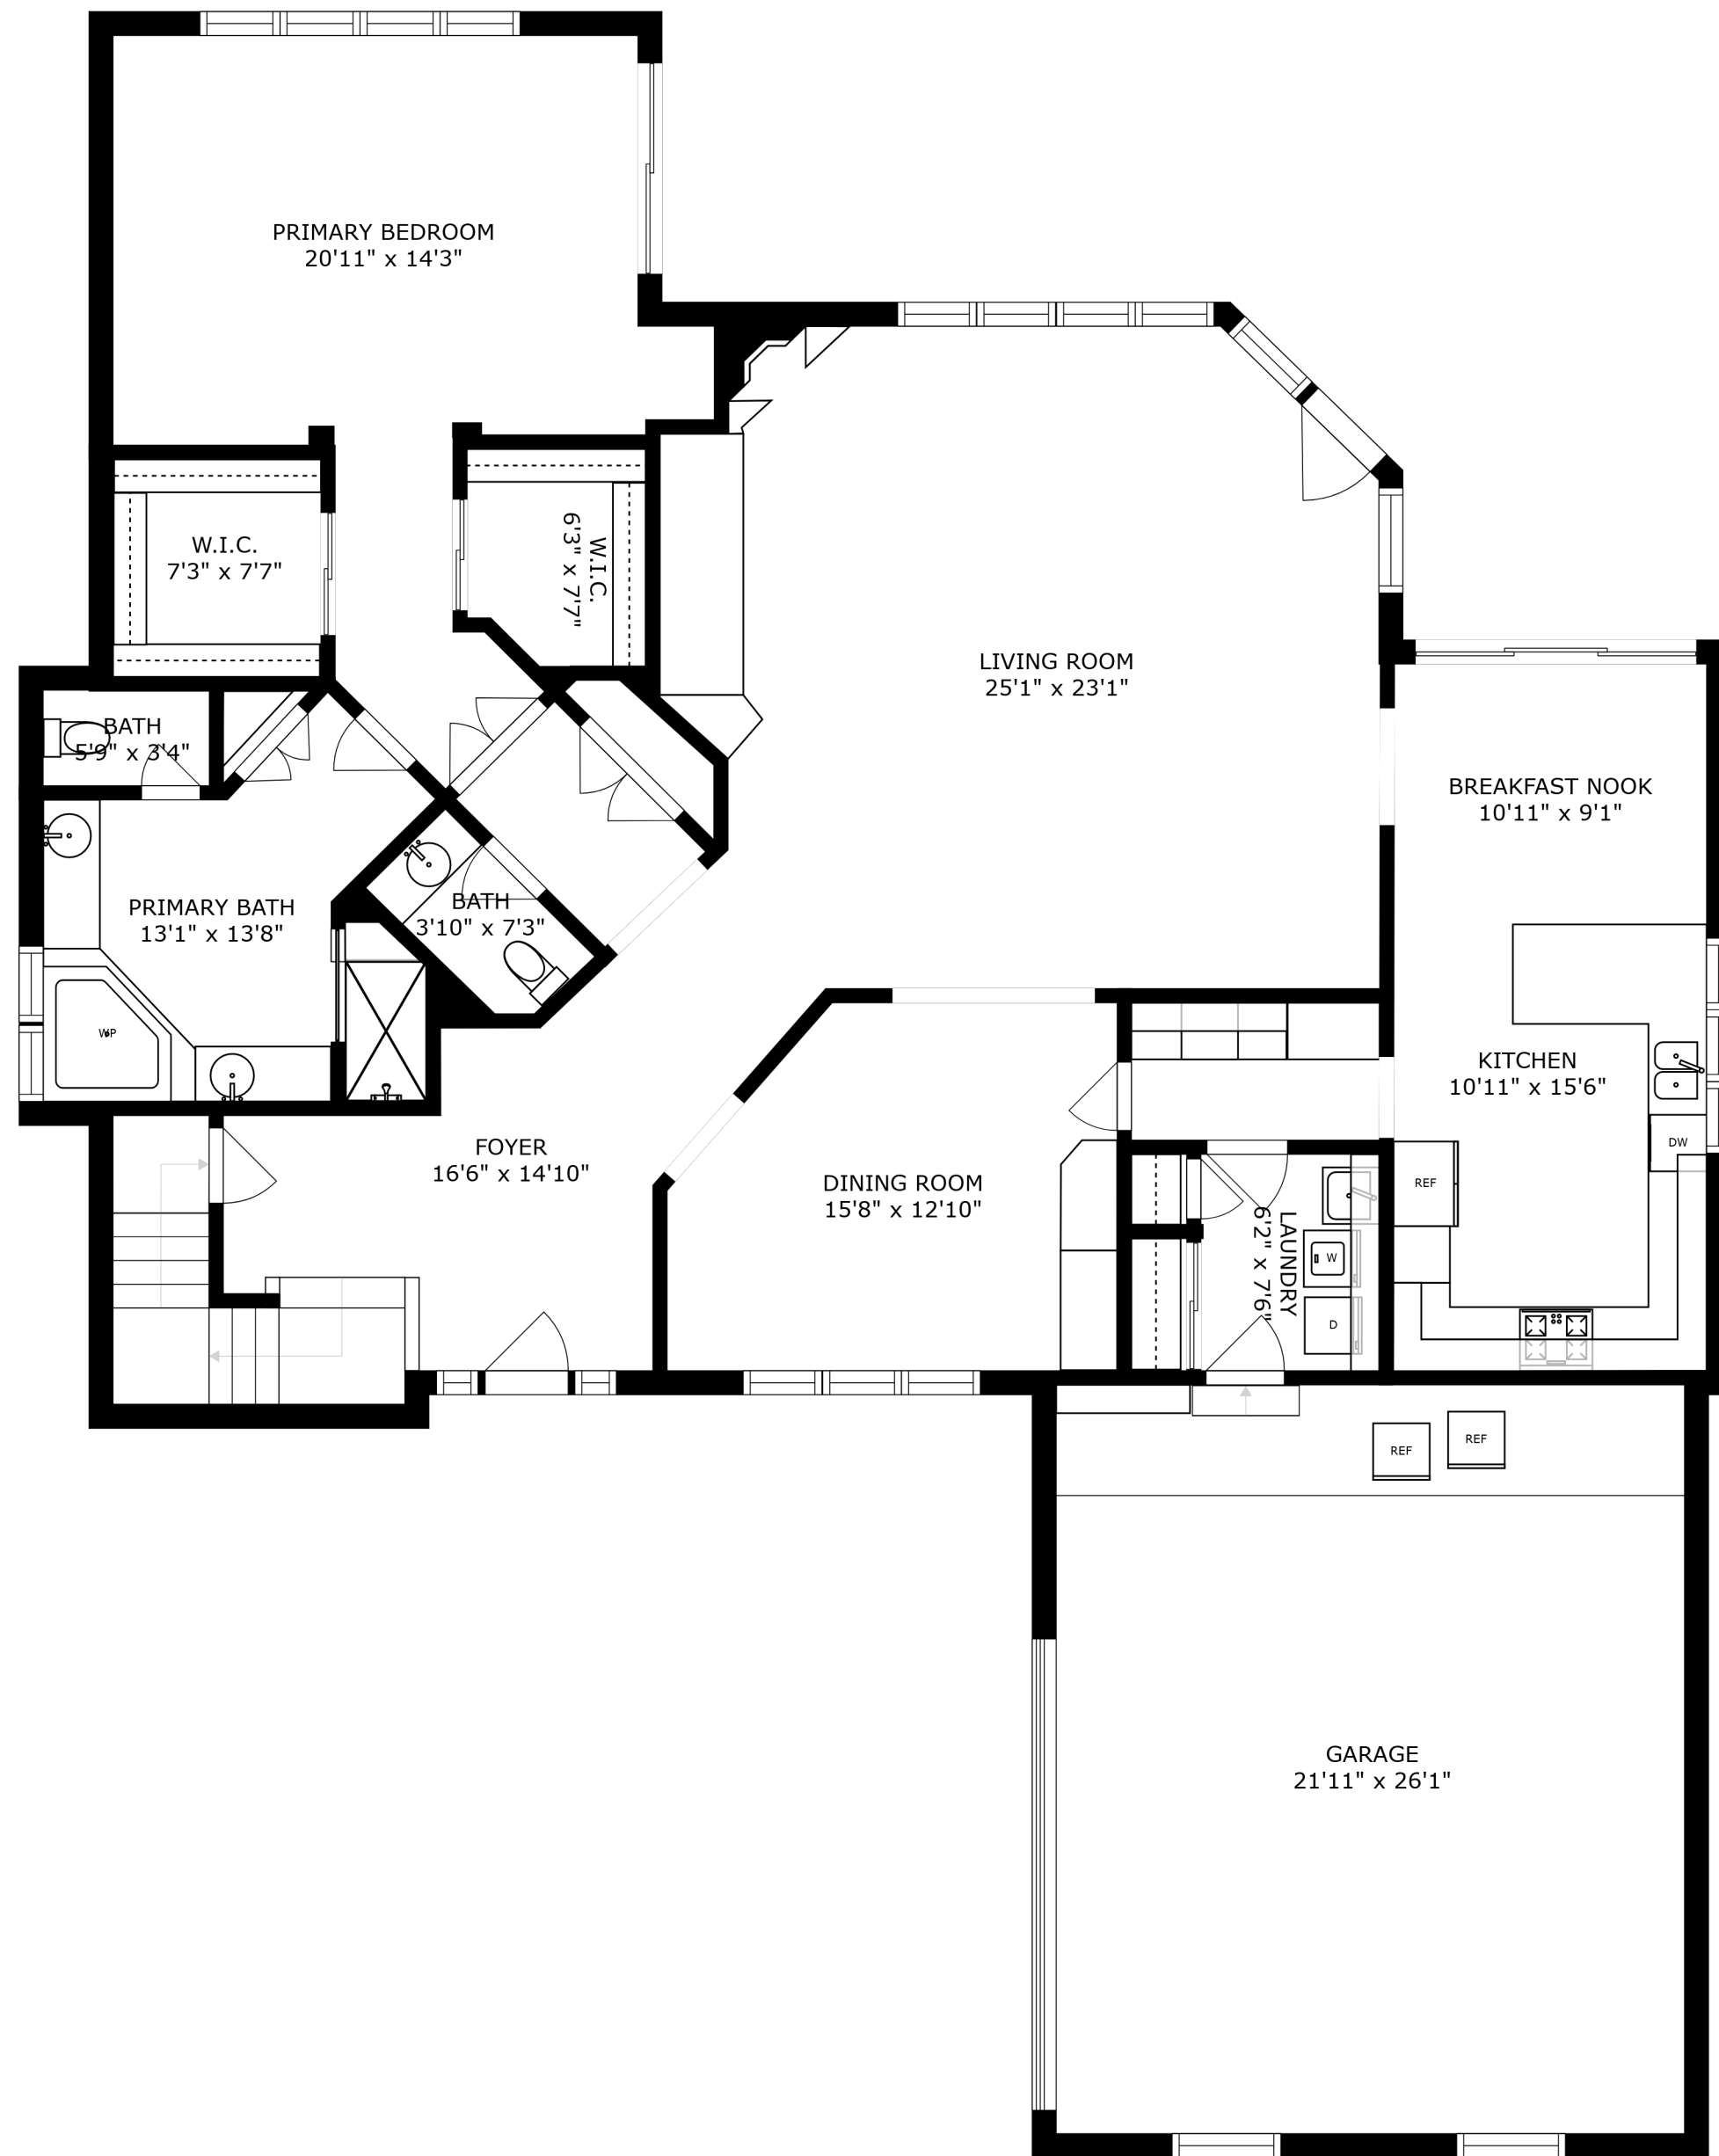 PRIMARY BEDROOM
20'11" x 14'3"
W.I.C.
7'3" x 7'7"
W.I.C.
6'3" x 7'7"
LIVING ROOM
25'1" x 23'1"
BATH
5'9" x 3'4"
BREAKFAST NOOK
10'11" x 9'1"
PRIMARY BATH
13'1" x 13'8"
BATH
3'10" x 7'3"
WP
KITCHEN
10'11" x 15'6"
DW
FOYER
16'6" x 14'10"
DINING ROOM
15'8" x 12'10"
REF
LAUNDRY
6'2" x 7'6"
W
D
REF
REF
GARAGE
21'11" x 26'1"